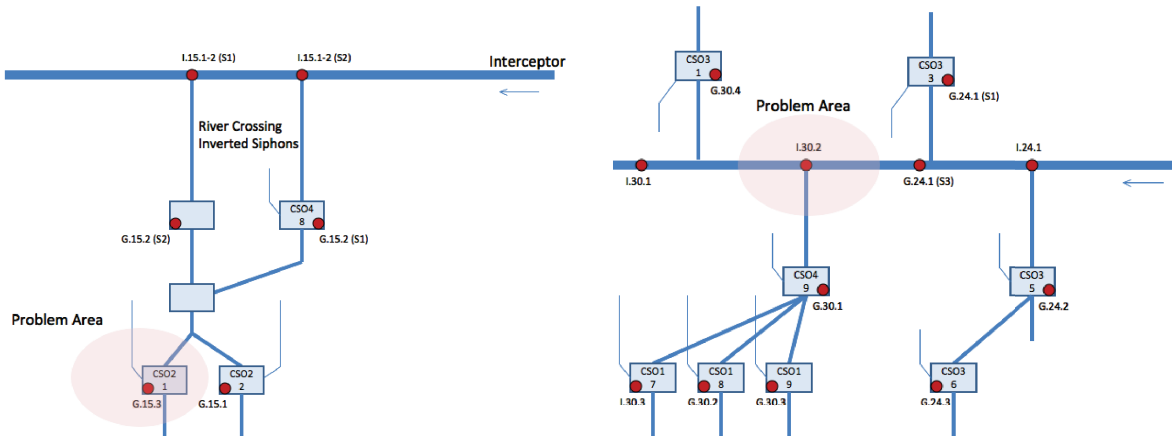 I.15.1-2 (S1)
I.15.1-2 (S2)
Interceptor
River Crossing
Inverted Siphons
CSO4
8
G.15.2 (S2)
G.15.2 (S1)
Problem Area
CSO2
1
CSO2
2
G.15.3
G.15.1
CSO3
1
G.30.4
CSO3
3
G.24.1 (S1)
Problem Area
I.30.2
I.24.1
I.30.1
G.24.1 (S3)
CSO4
9
G.30.1
CSO3
5
G.24.2
CSO1
7
CSO1
8
CSO1
9
CSO3
6
I.30.3
G.30.2
G.30.3
G.24.3